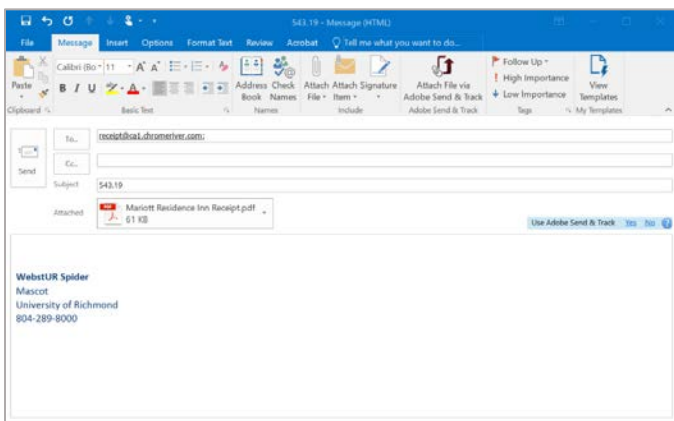 543.19 - Message (HTML)
File Message Insert Options Format Text Review Acrobat Tell me what you want to do...
Paste
Clipboard
Calibri (Bo 11 A A
B I U A
Basic Text
Address Book
Check Names
Names
Attach File
Attach Item
Signature
Include
Attach File via
Adobe Send & Track
Adobe Send & Track
Follow Up
High Importance
Low Importance
Tags
View
Templates
My Templates
Send
To... receipt@ca1.chromeriver.com;
Cc...
Subject 543.19
Attached Mariott Residence Inn Receipt.pdf
61 KB
Use Adobe Send & Track Yes No
WebstUR Spider
Mascot
University of Richmond
804-289-8000